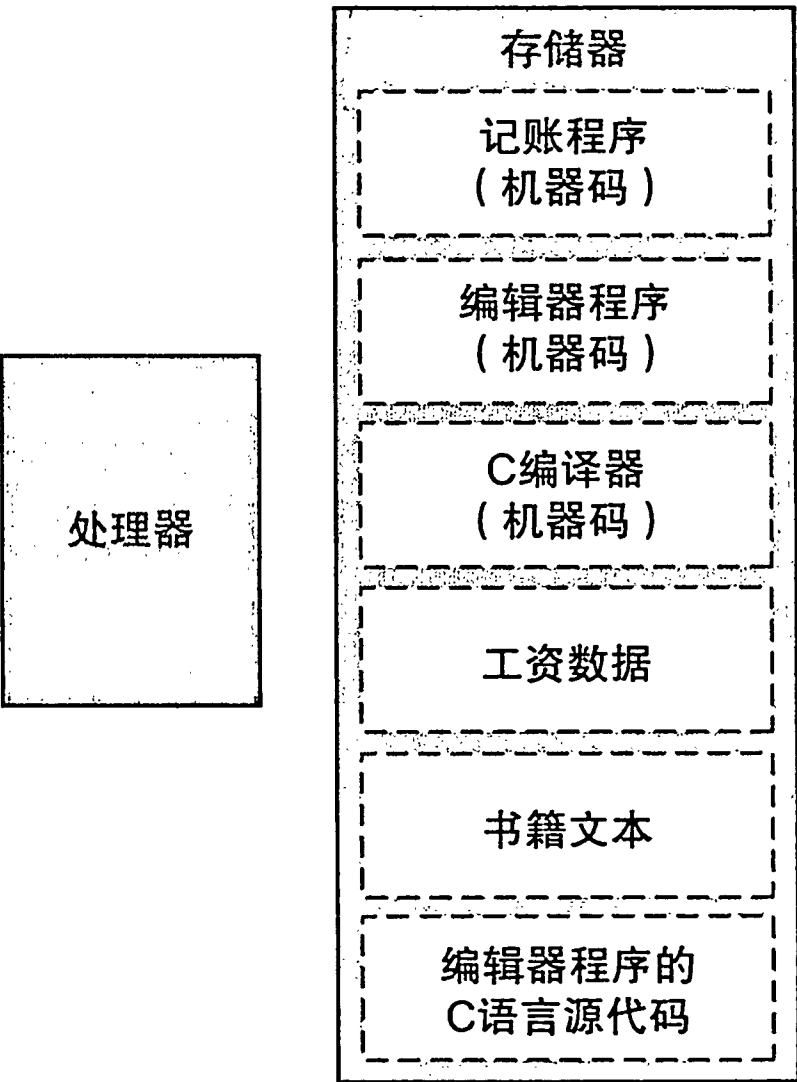 存储器
记账程序
（机器码）
编辑器程序
（机器码）
C编译器
（机器码）
处理器
工资数据
书籍文本
编辑器程序的
C语言源代码